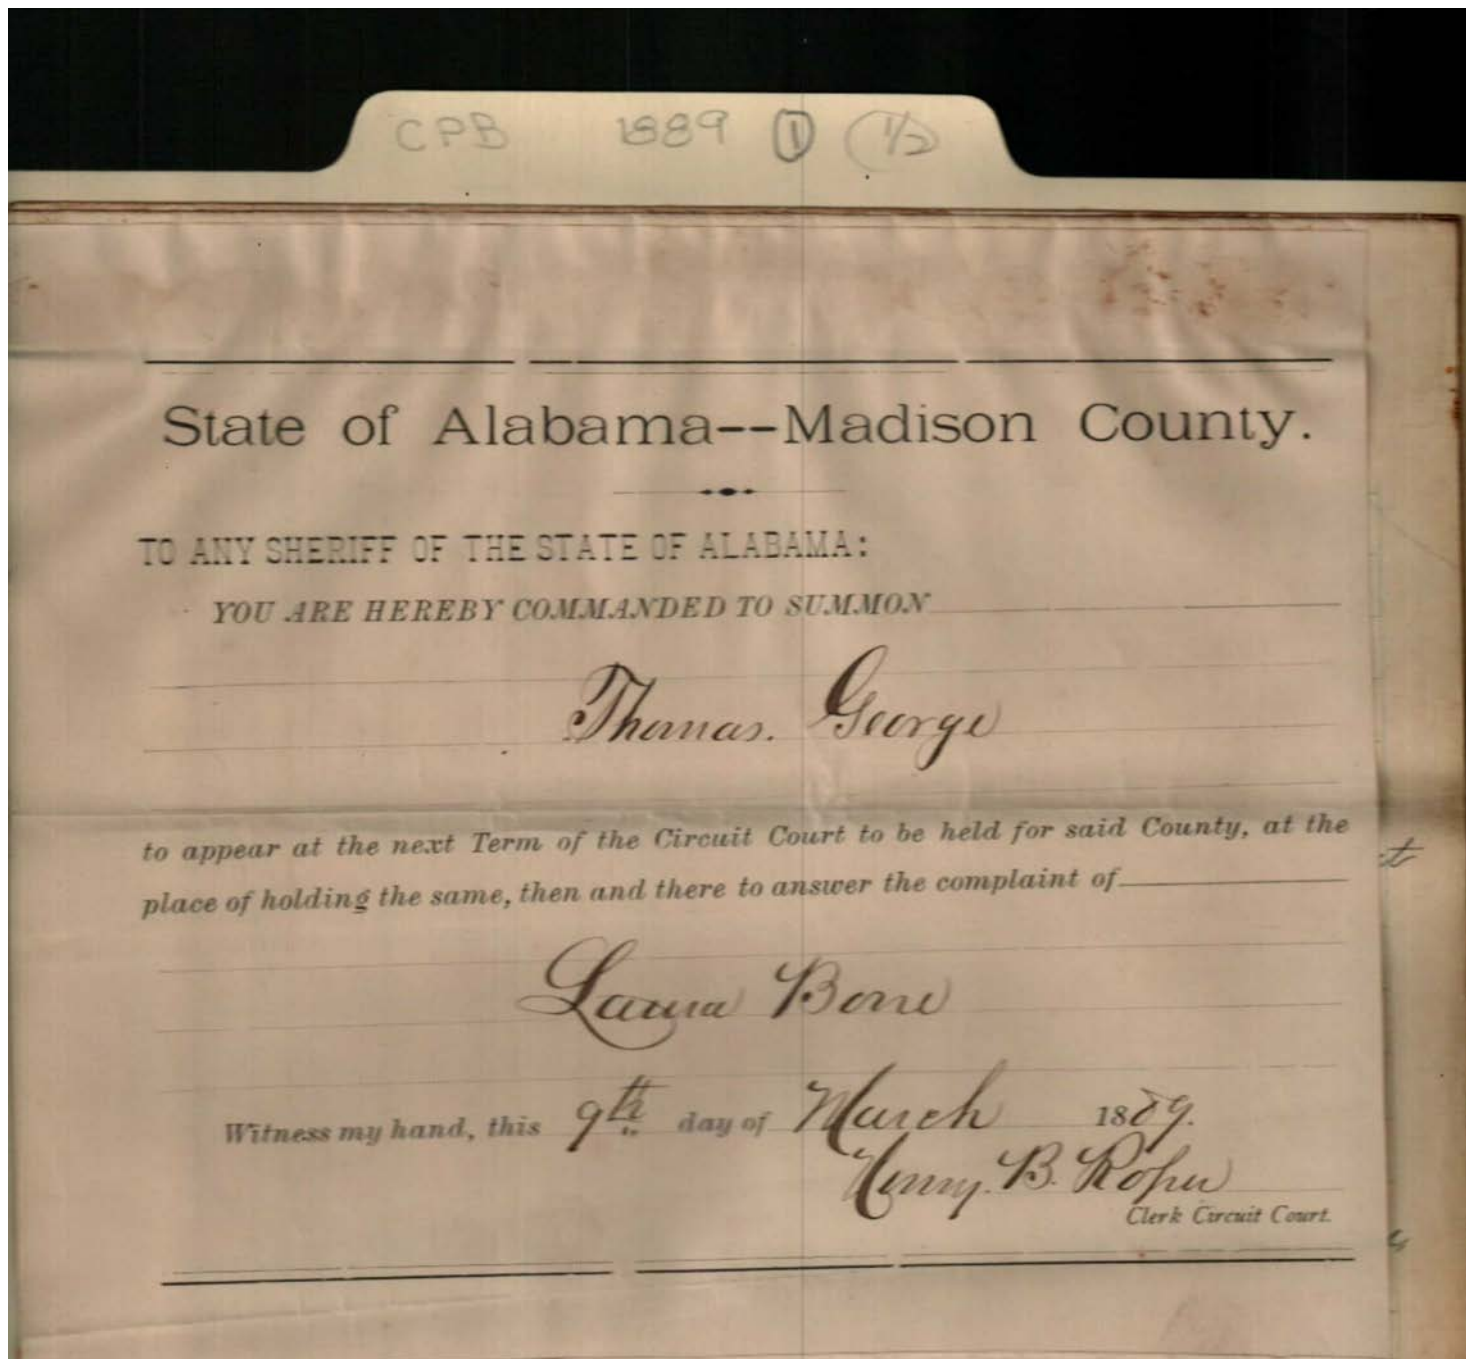 CPB 1889 1 (1/2)
State of Alabama--Madison County.
TO ANY SHERIFF OF THE STATE OF ALABAMA:
YOU ARE HEREBY COMMANDED TO SUMMON
Thomas. George
to appear at the next Term of the Circuit Court to be held for said County, at the
place of holding the same, then and there to answer the complaint of
Laura Bone
Witness my hand, this 9th day of March 1889.
Henry. B. Roper
Clerk Circuit Court.